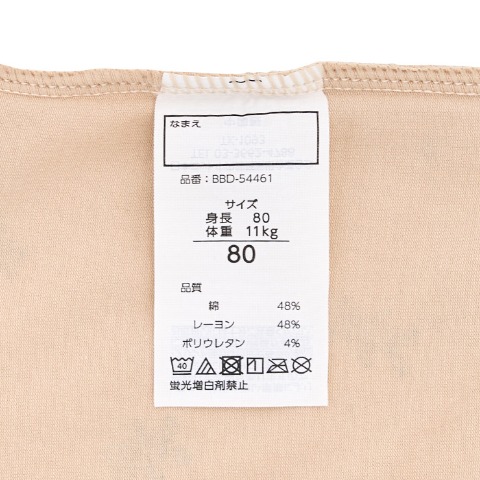 なまえ
品番：BBD-54461
サイズ
身長 80
体重 11kg
80
品質
綿 48%
レーヨン 48%
ポリウレタン 4%
40
蛍光増白剤禁止